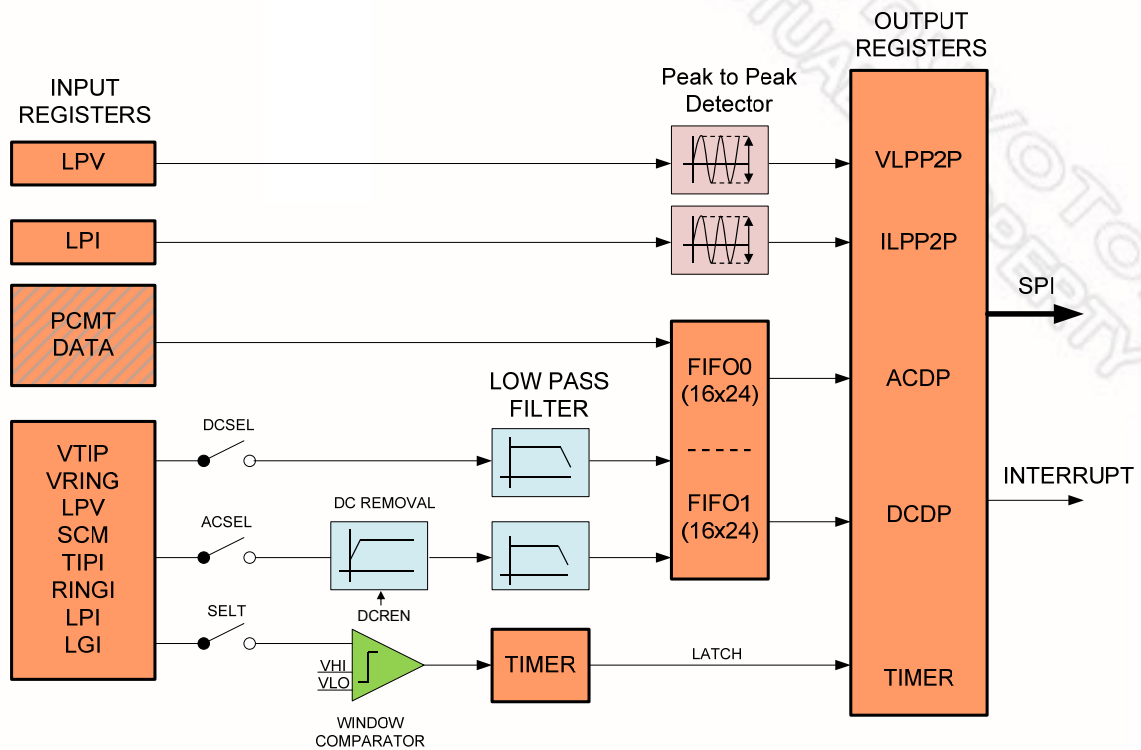 OUTPUT
REGISTERS
Peak to Peak
Detector
INPUT
REGISTERS
LPV
VLPP2P
LPI
ILPP2P
SPI
PCMT
DATA
FIFO0
(16x24)
- - - - -
FIFO1
(16x24)
ACDP
LOW PASS
FILTER
DCSEL
VTIP
VRING
LPV
SCM
TIPI
RINGI
LPI
LGI
INTERRUPT
DC REMOVAL
ACSEL
DCDP
DCREN
SELT
VHI
VLO
TIMER
LATCH
TIMER
WINDOW
COMPARATOR